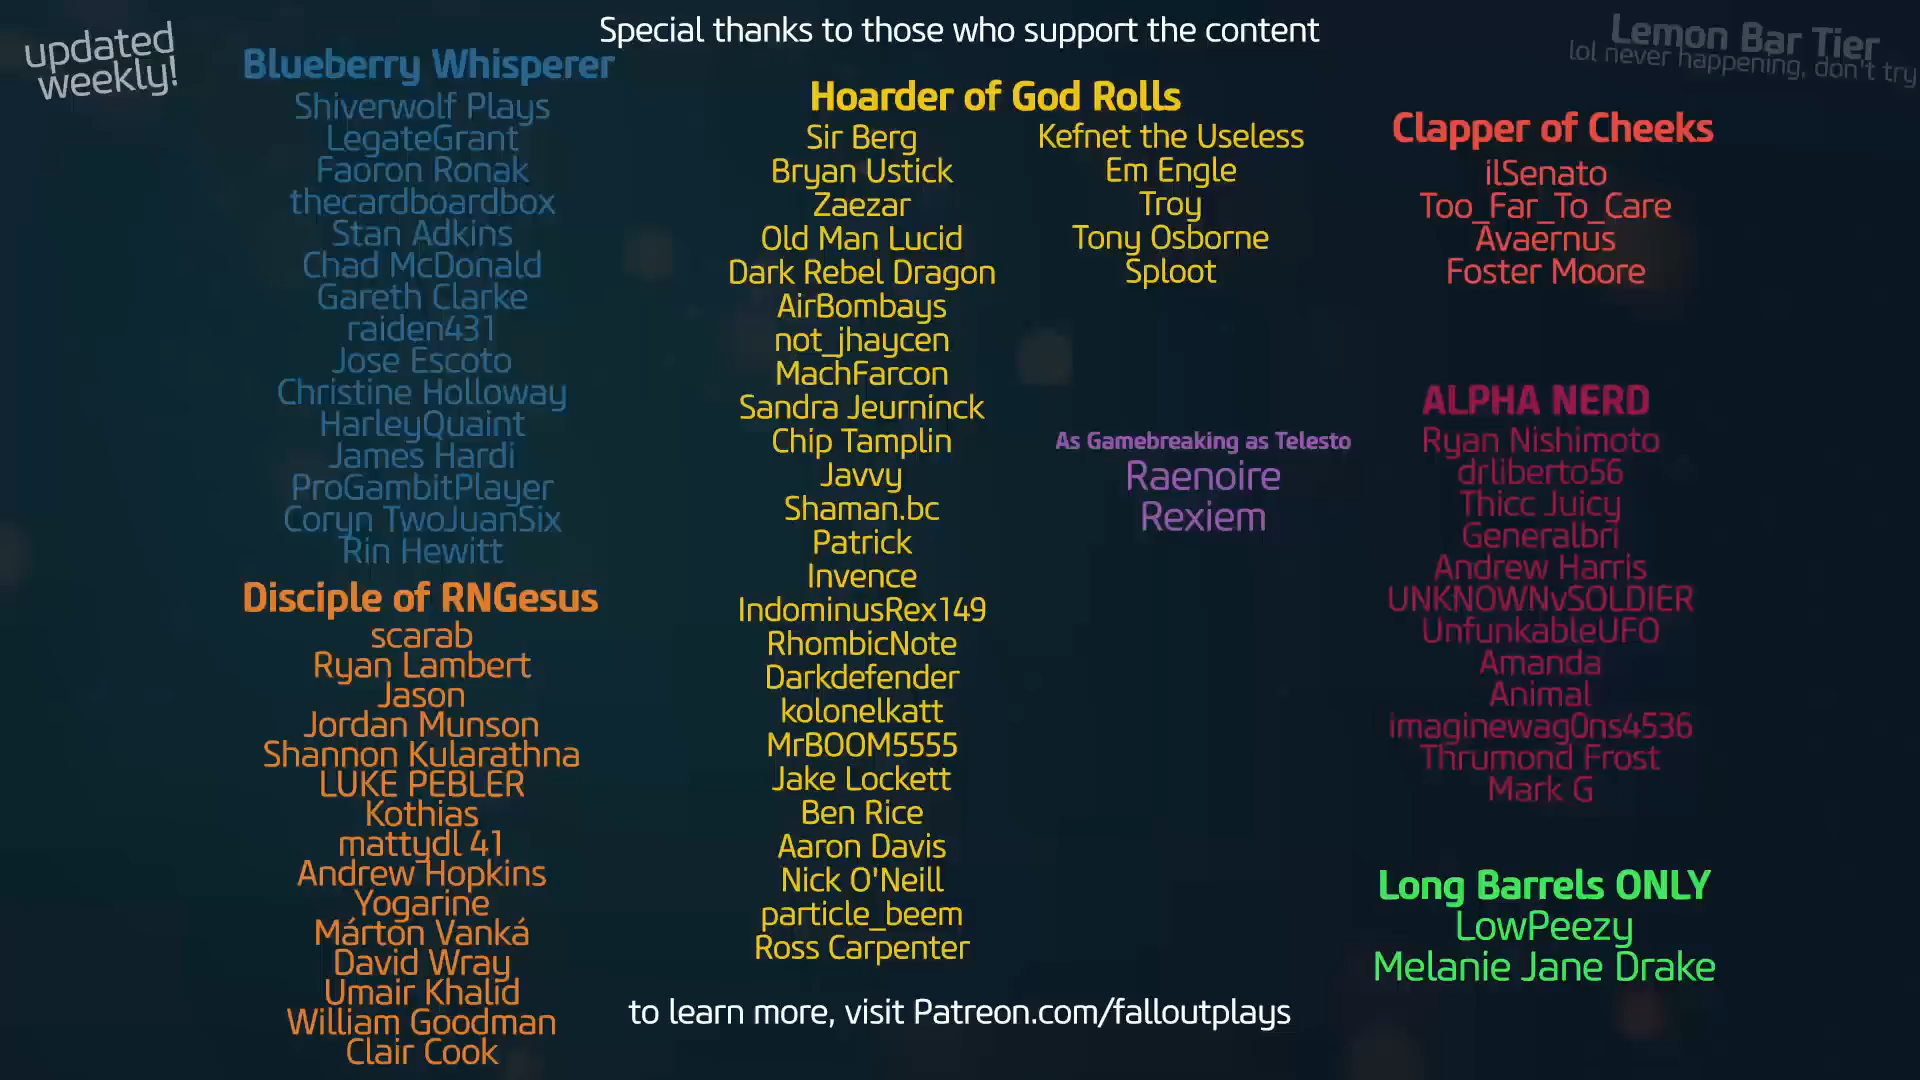 updated
weekly!
Special thanks to those who support the content
Blueberry Whisperer
Shiverwolf Plays
LegateGrant
Faoron Ronak
thecardboardbox
Stan Adkins
Chad McDonald
Gareth Clarke
raiden431
Jose Escoto
Christine Holloway
HarleyQuaint
James Hardi
ProGambitPlayer
Coryn TwoJuanSix
Rin Hewitt
Disciple of RNGesus
scarab
Ryan Lambert
Jason
Jordan Munson
Shannon Kularathna
LUKE PEBLER
Kothias
mattydl 41
Andrew Hopkins
Yogarine
Márton Vanká
David Wray
Umair Khalid
William Goodman
Clair Cook
Hoarder of God Rolls
Sir Berg
Bryan Ustick
Zaezar
Old Man Lucid
Dark Rebel Dragon
AirBombays
not_jhaycen
MachFarcon
Sandra Jeurninck
Chip Tamplin
Javvy
Shaman.bc
Patrick
Invence
IndominusRex149
RhombicNote
Darkdefender
kolonelkatt
MrBOOM5555
Jake Lockett
Ben Rice
Aaron Davis
Nick O'Neill
particle_beem
Ross Carpenter
Kefnet the Useless
Em Engle
Troy
Tony Osborne
Sploot
As Gamebreaking as Telesto
Raenoire
Rexiem
Lemon Bar Tier
lol never happening, don't try
Clapper of Cheeks
ilSenato
Too_Far_To_Care
Avaernus
Foster Moore
ALPHA NERD
Ryan Nishimoto
drliberto56
Thicc Juicy
Generalbri
Andrew Harris
UNKNOWNvSOLDIER
UnfunkableUFO
Amanda
Animal
imaginewag0ns4536
Thrumond Frost
Mark G
Long Barrels ONLY
LowPeezy
Melanie Jane Drake
to learn more, visit Patreon.com/falloutplays